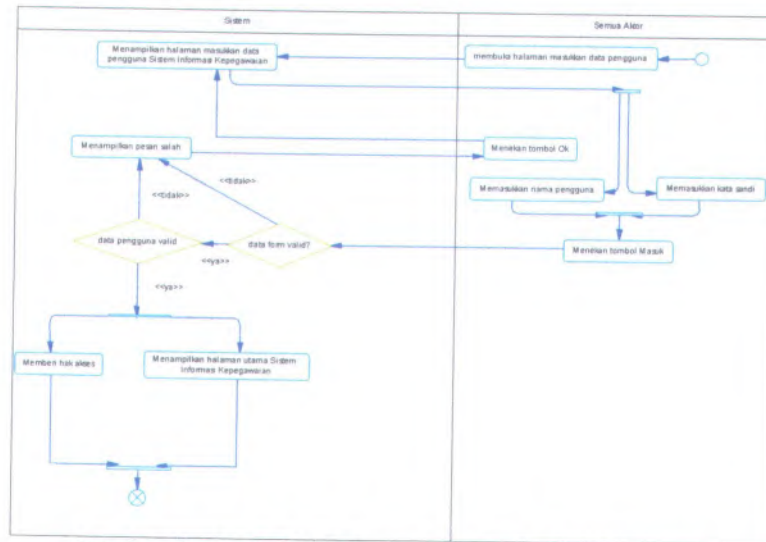 Sistem
Semua Aktor
Menampilkan halaman masukkan data
pengguna Sistem Informasi Kepegawaian
membuka halaman masukkan data pengguna
Menampilkan pesan salah
Menekan tombol Ok
<<tidak>>
<<tidak>>
Memasukkan nama pengguna
Memasukkan kata sandi
data pengguna valid
<<ya>>
data form valid?
Menekan tombol Masuk
<<ya>>
Memberi hak akses
Menampilkan halaman utama Sistem
Informasi Kepegawaian